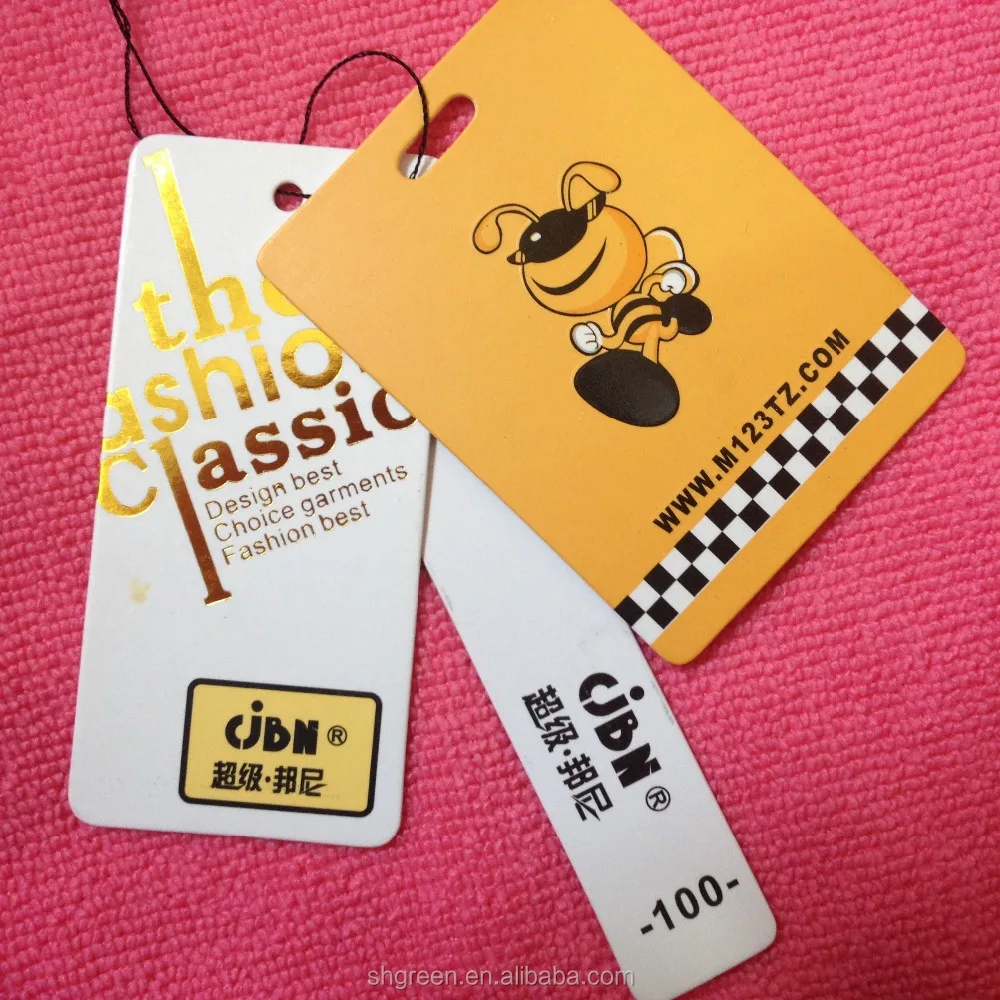 the
fashion
classic
Design best
Choice garments
Fashion best
CJBN®
超级·邦尼
WWW.M123TZ.COM
CJBN®
超级·邦尼
-100-
shgreen.en.alibaba.com